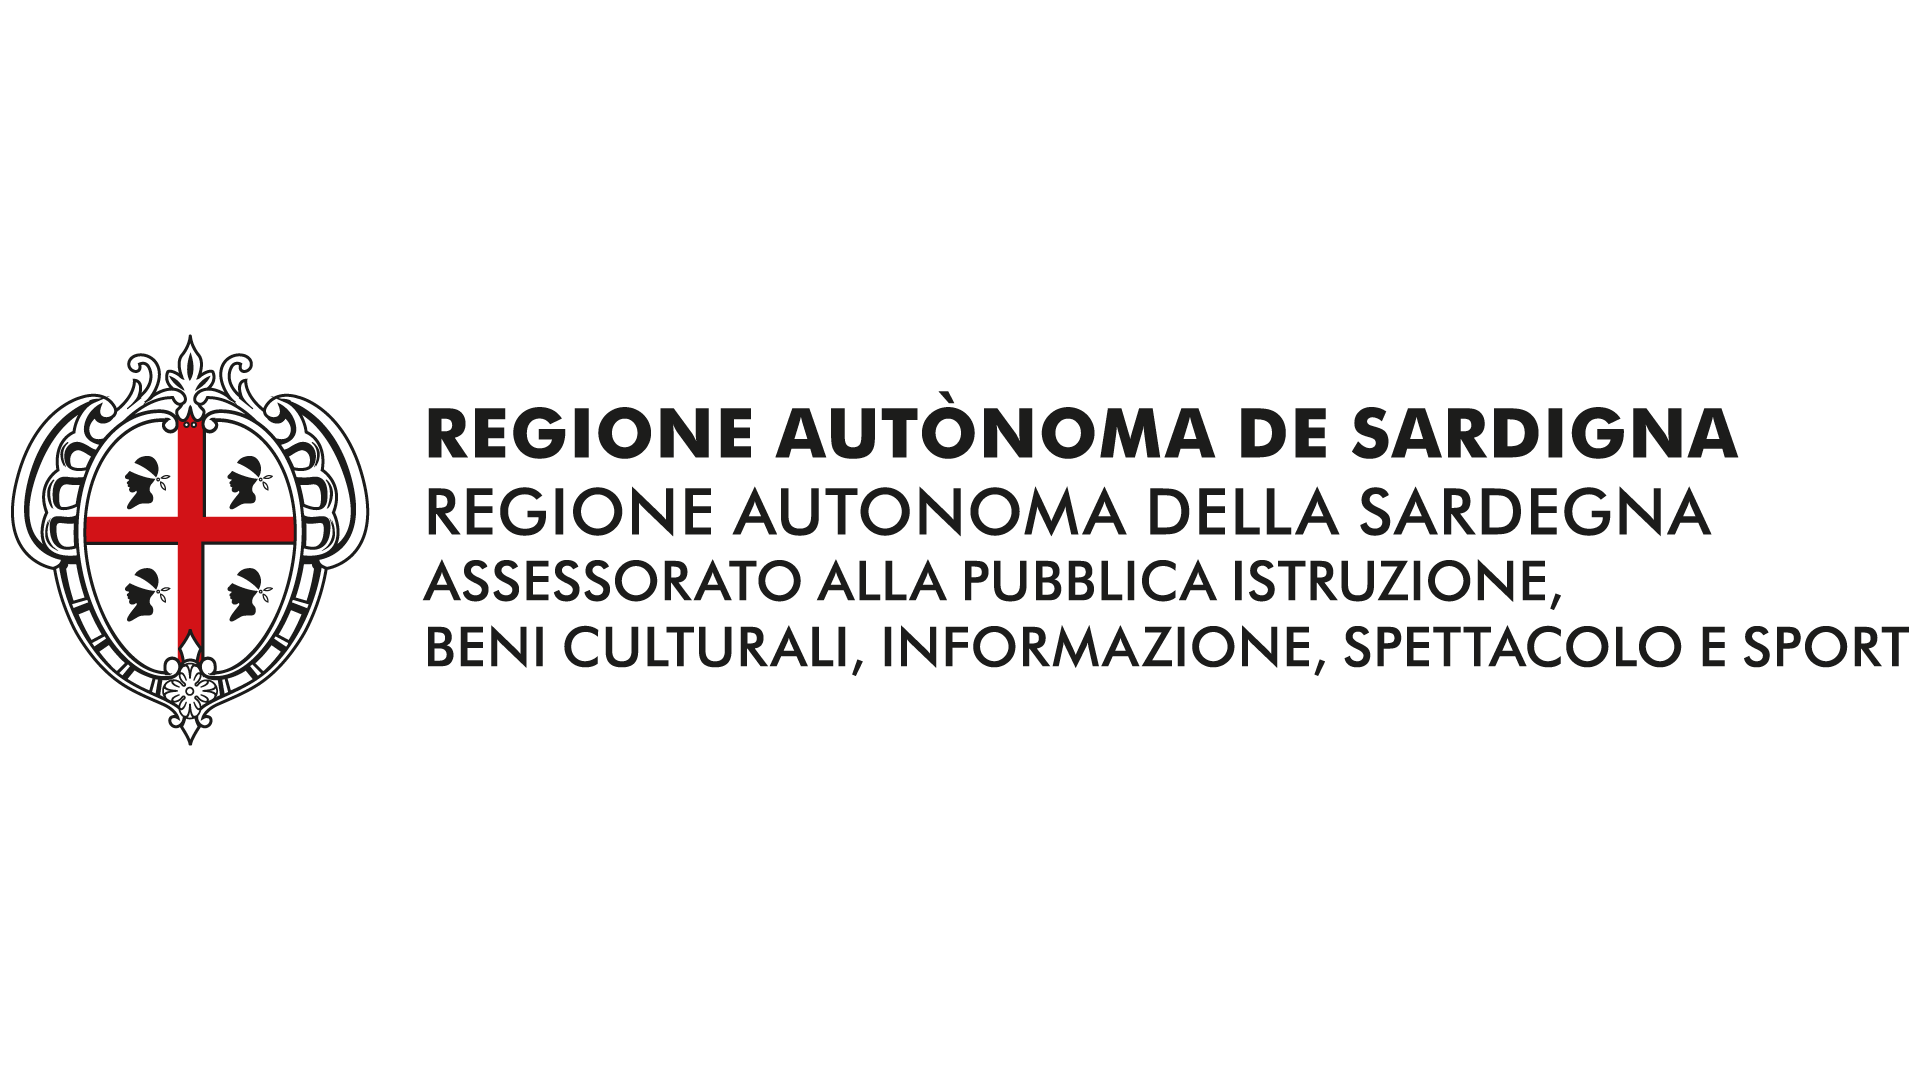 REGIONE AUTÒNOMA DE SARDIGNA
REGIONE AUTONOMA DELLA SARDEGNA
ASSESSORATO ALLA PUBBLICA ISTRUZIONE,
BENI CULTURALI, INFORMAZIONE, SPETTACOLO E SPORT